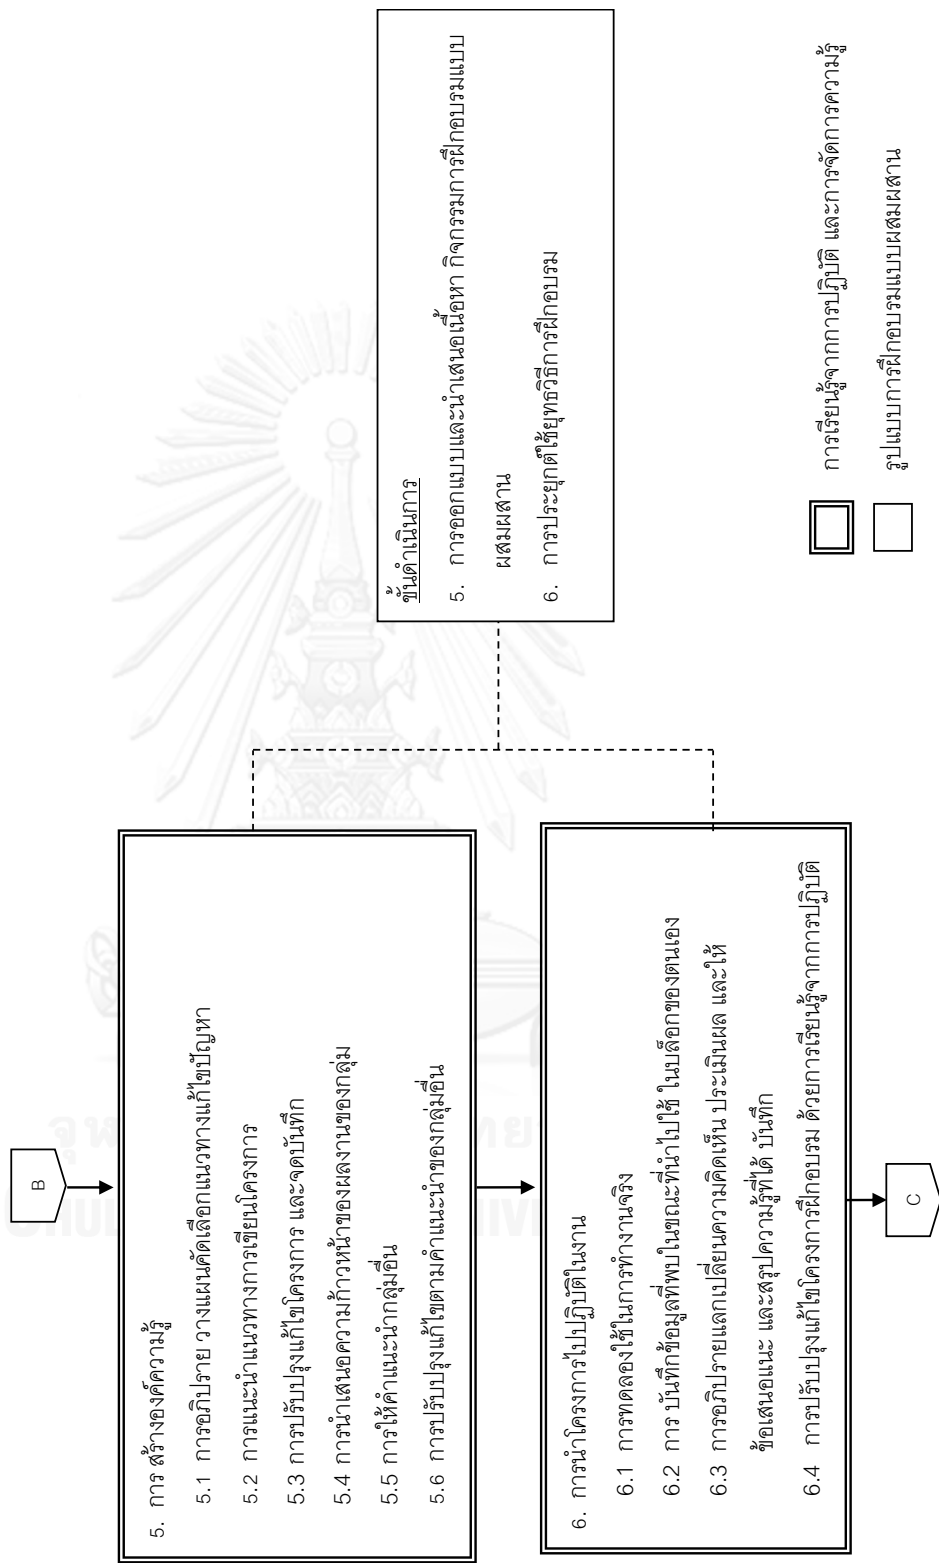 B
5. การ สร้างองค์ความรู้
5.1 การอภิปราย วางแผนคัดเลือกแนวทางแก้ไขปัญหา
5.2 การแนะนำแนวทางการเขียนโครงการ
5.3 การปรับปรุงแก้ไขโครงการ และจดบันทึก
5.4 การนำเสนอความก้าวหน้าของผลงานของกลุ่ม
5.5 การให้คำแนะนำกลุ่มอื่น
5.6 การปรับปรุงแก้ไขตามคำแนะนำของกลุ่มอื่น
6. การนำโครงการไปปฏิบัติในงาน
6.1 การทดลองใช้ในการทำงานจริง
6.2 การ บันทึกข้อมูลที่พบในขณะที่นำไปใช้ ในบล็อกของตนเอง
6.3 การอภิปรายแลกเปลี่ยนความคิดเห็น ประเมินผล และให้
ข้อเสนอแนะ และสรุปความรู้ที่ได้ บันทึก
6.4 การปรับปรุงแก้ไขโครงการฝึกอบรม ด้วยการเรียนรู้จากการปฏิบัติ
C
ขั้นดำเนินการ
5. การออกแบบและนำเสนอเนื้อหา กิจกรรมการฝึกอบรมแบบ
ผสมผสาน
6. การประยุกต์ใช้ยุทธวิธีการฝึกอบรม
การเรียนรู้จากการปฏิบัติ และการจัดการความรู้
รูปแบบการฝึกอบรมแบบผสมผสาน